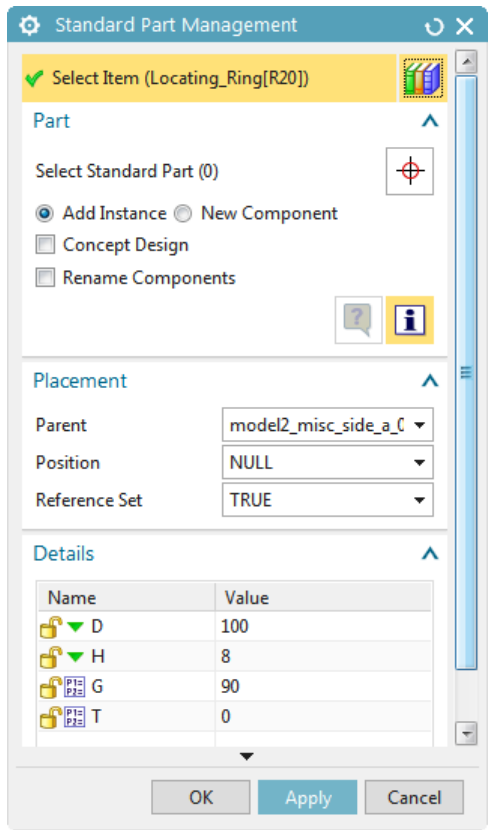 Standard Part Management
Select Item (Locating_Ring[R20])
Part
Select Standard Part (0)
Add Instance New Component
Concept Design
Rename Components
Placement
Parent model2_misc_side_a_0
Position NULL
Reference Set TRUE
Details
Name Value
D 100
H 8
G 90
T 0
OK Apply Cancel